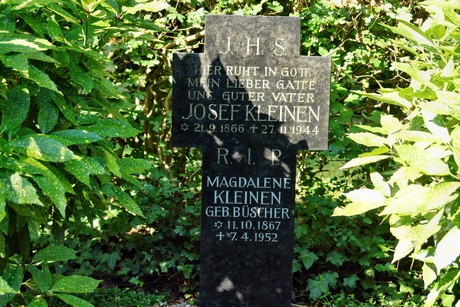 J. H. S.
HIER RUHT IN GOTT
MEIN LIEBER GATTE
UNS GUTER VATER
JOSEF KLEINEN
✡ 21.9.1866 + 27.11.1944
R. I. P.
MAGDALENE
KLEINEN
GEB. BÜSCHER
✡ 11.10.1867
+ 7.4.1952